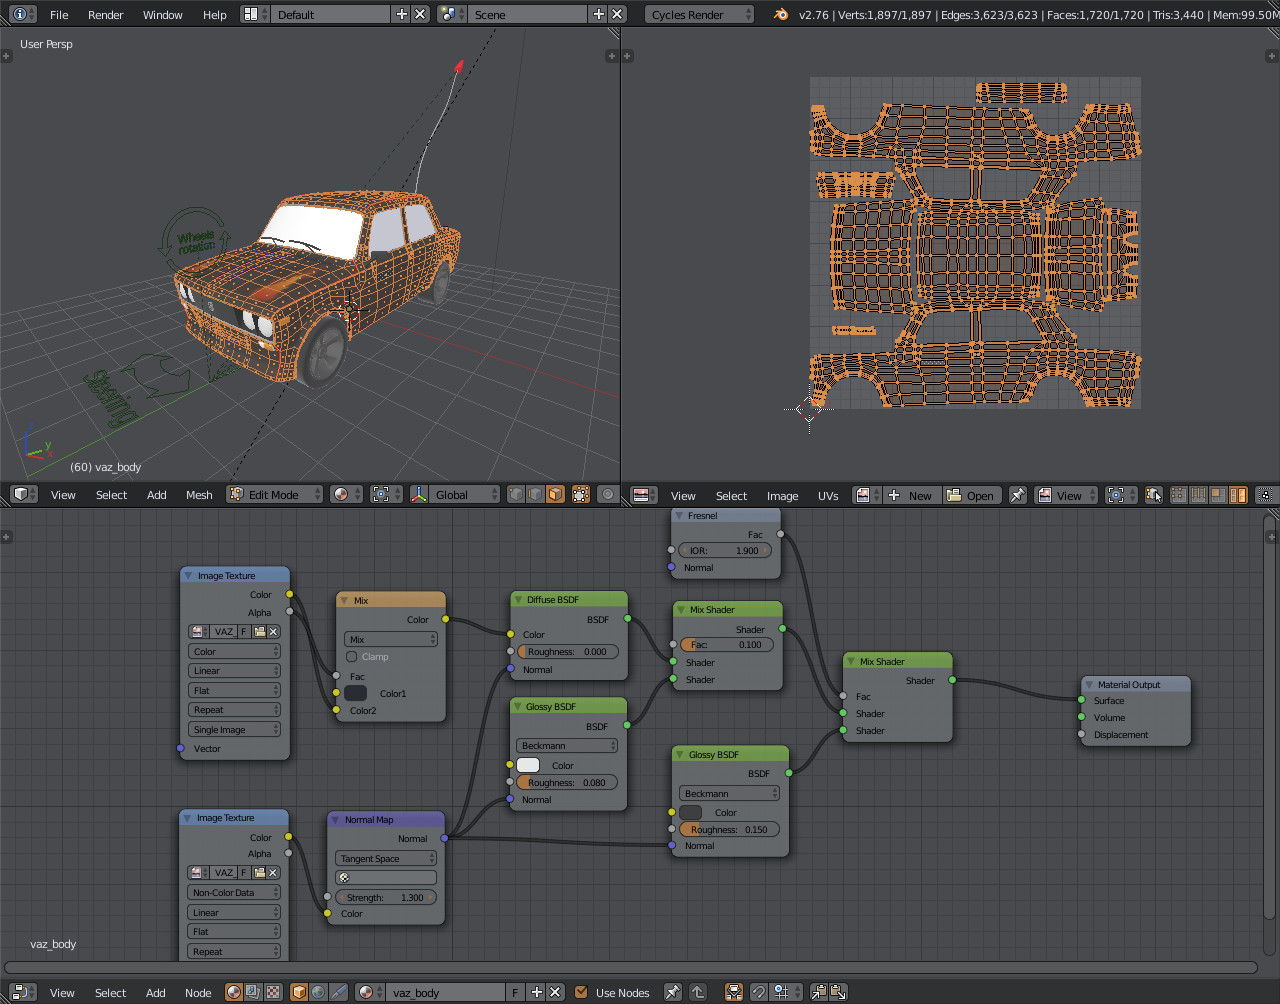 File Render Window Help Default Scene Cycles Render v2.76 | Verts:1,897/1,897 | Edges:3,623/3,623 | Faces:1,720/1,720 | Tris:3,440 | Mem:99.50M
User Persp
Wheels
rotation
Steering
z
y
x
(60) vaz_body
View Select Add Mesh Edit Mode Global
View Select Image UVs New Open View
Fresnel
Fac
IOR: 1.900
Normal
Image Texture
Color
Alpha
VAZ_ F
Color
Linear
Flat
Repeat
Single Image
Vector
Mix
Color
Mix
Clamp
Fac
Color1
Color2
Diffuse BSDF
BSDF
Color
Roughness: 0.000
Normal
Mix Shader
Shader
Fac: 0.100
Shader
Shader
Mix Shader
Shader
Fac
Shader
Shader
Material Output
Surface
Volume
Displacement
Glossy BSDF
BSDF
Beckmann
Color
Roughness: 0.080
Normal
Glossy BSDF
BSDF
Beckmann
Color
Roughness: 0.150
Normal
Image Texture
Color
Alpha
VAZ_ F
Non-Color Data
Linear
Flat
Repeat
Normal Map
Normal
Tangent Space
Strength: 1.300
Color
vaz_body
View Select Add Node vaz_body F Use Nodes